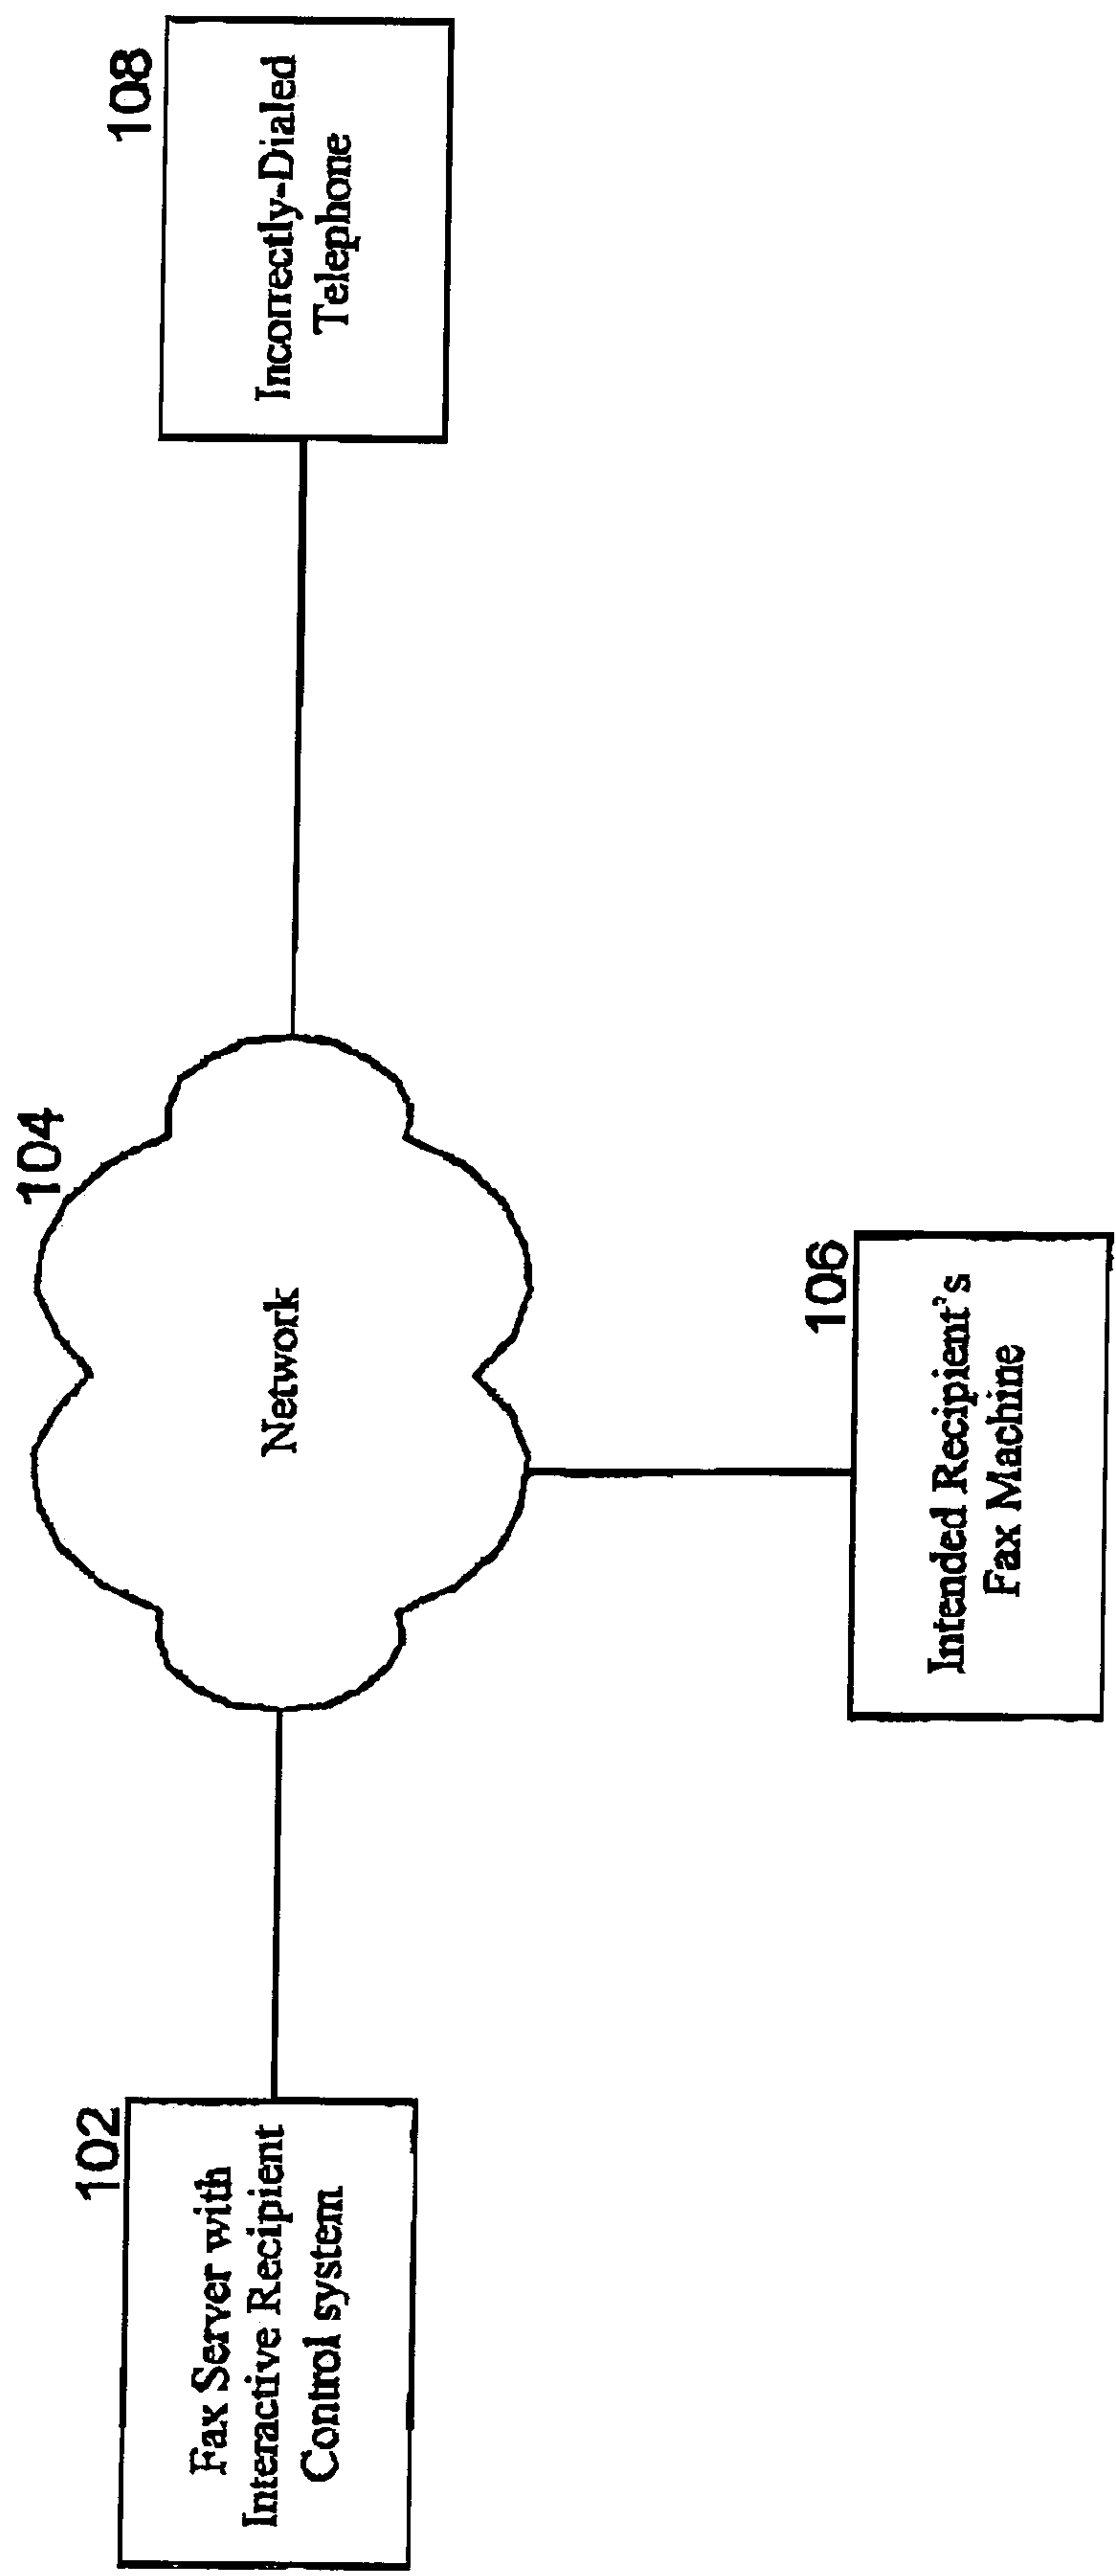 102
Fax Server with
Interactive Recipient
Control system
104
Network
106
Intended Recipient's
Fax Machine
108
Incorrectly-Dialed
Telephone